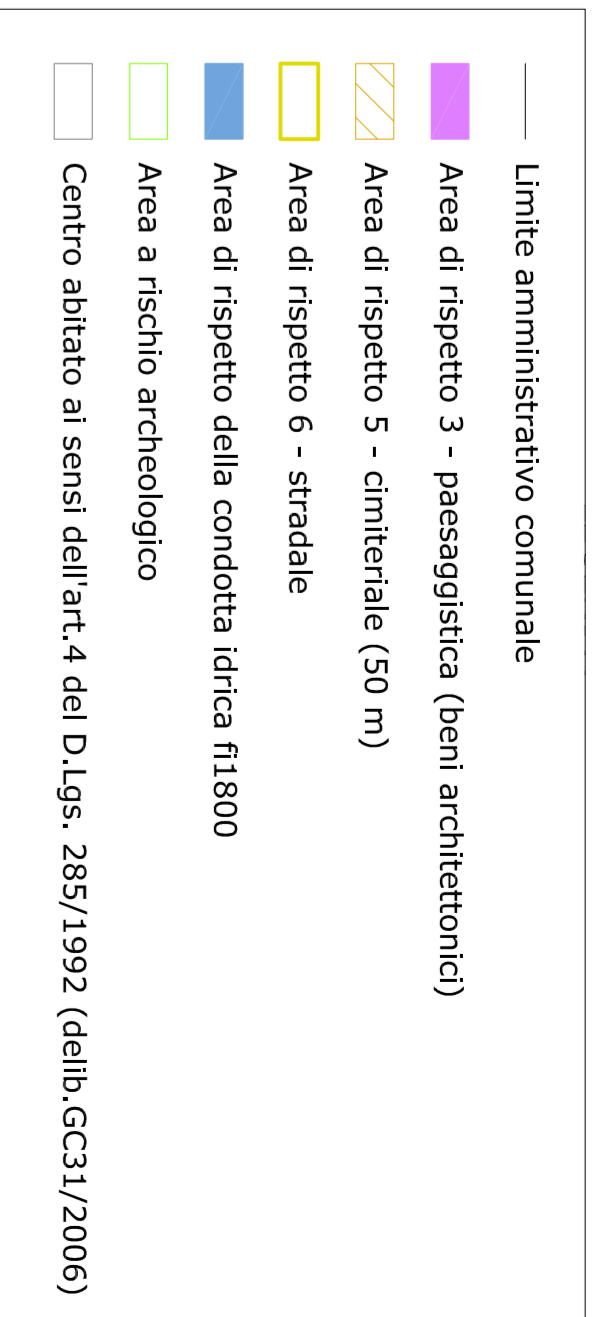 Limite amministrativo comunale
Area di rispetto 3 - paesaggistica (beni architettonici)
Area di rispetto 5 - cimiteriale (50 m)
Area di rispetto 6 - stradale
Area di rispetto della condotta idrica fi1800
Area a rischio archeologico
Centro abitato ai sensi dell'art.4 del D.Lgs. 285/1992 (delib.GC31/2006)